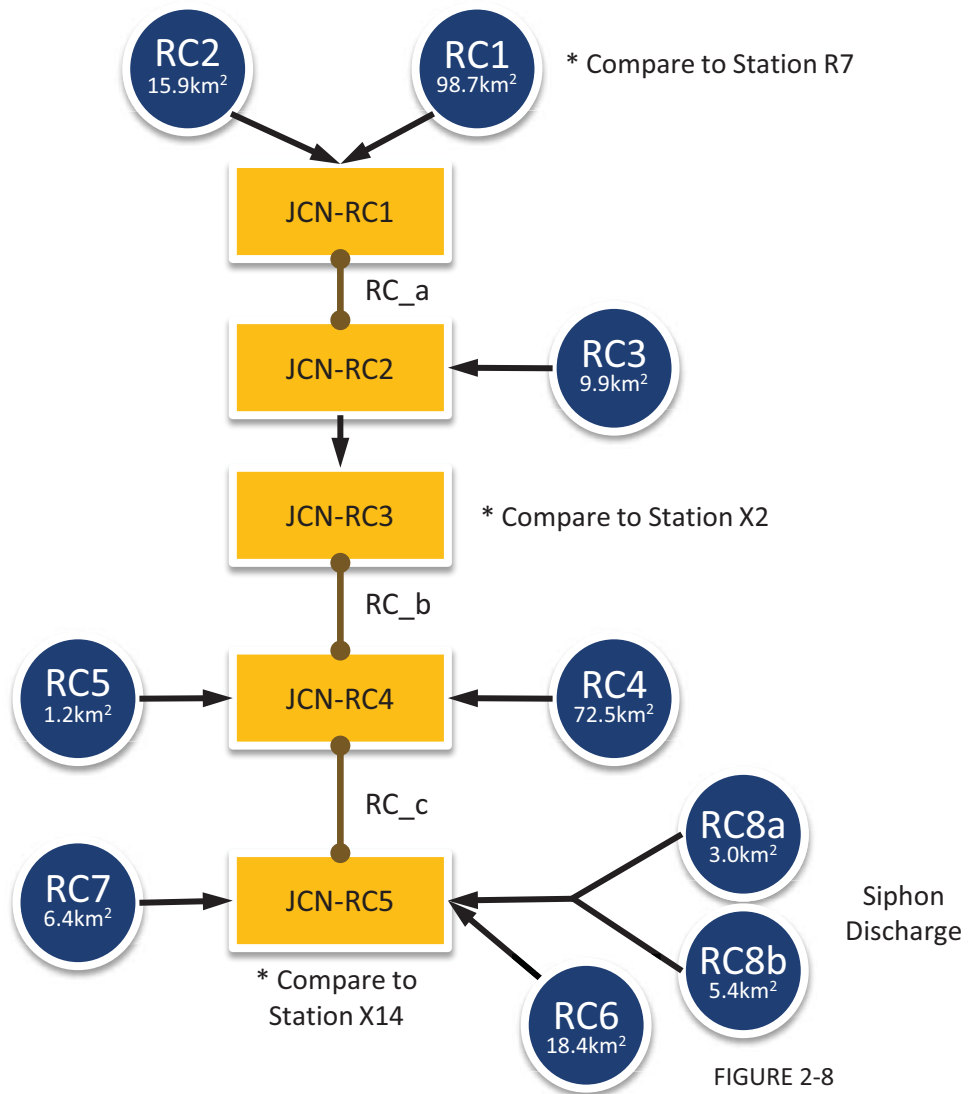 RC2
15.9km²
RC1
98.7km²
* Compare to Station R7
JCN-RC1
RC_a
JCN-RC2
RC3
9.9km²
JCN-RC3
* Compare to Station X2
RC_b
RC5
1.2km²
JCN-RC4
RC4
72.5km²
RC_c
RC8a
3.0km²
RC7
6.4km²
JCN-RC5
Siphon
Discharge
RC8b
5.4km²
* Compare to
Station X14
RC6
18.4km²
FIGURE 2-8